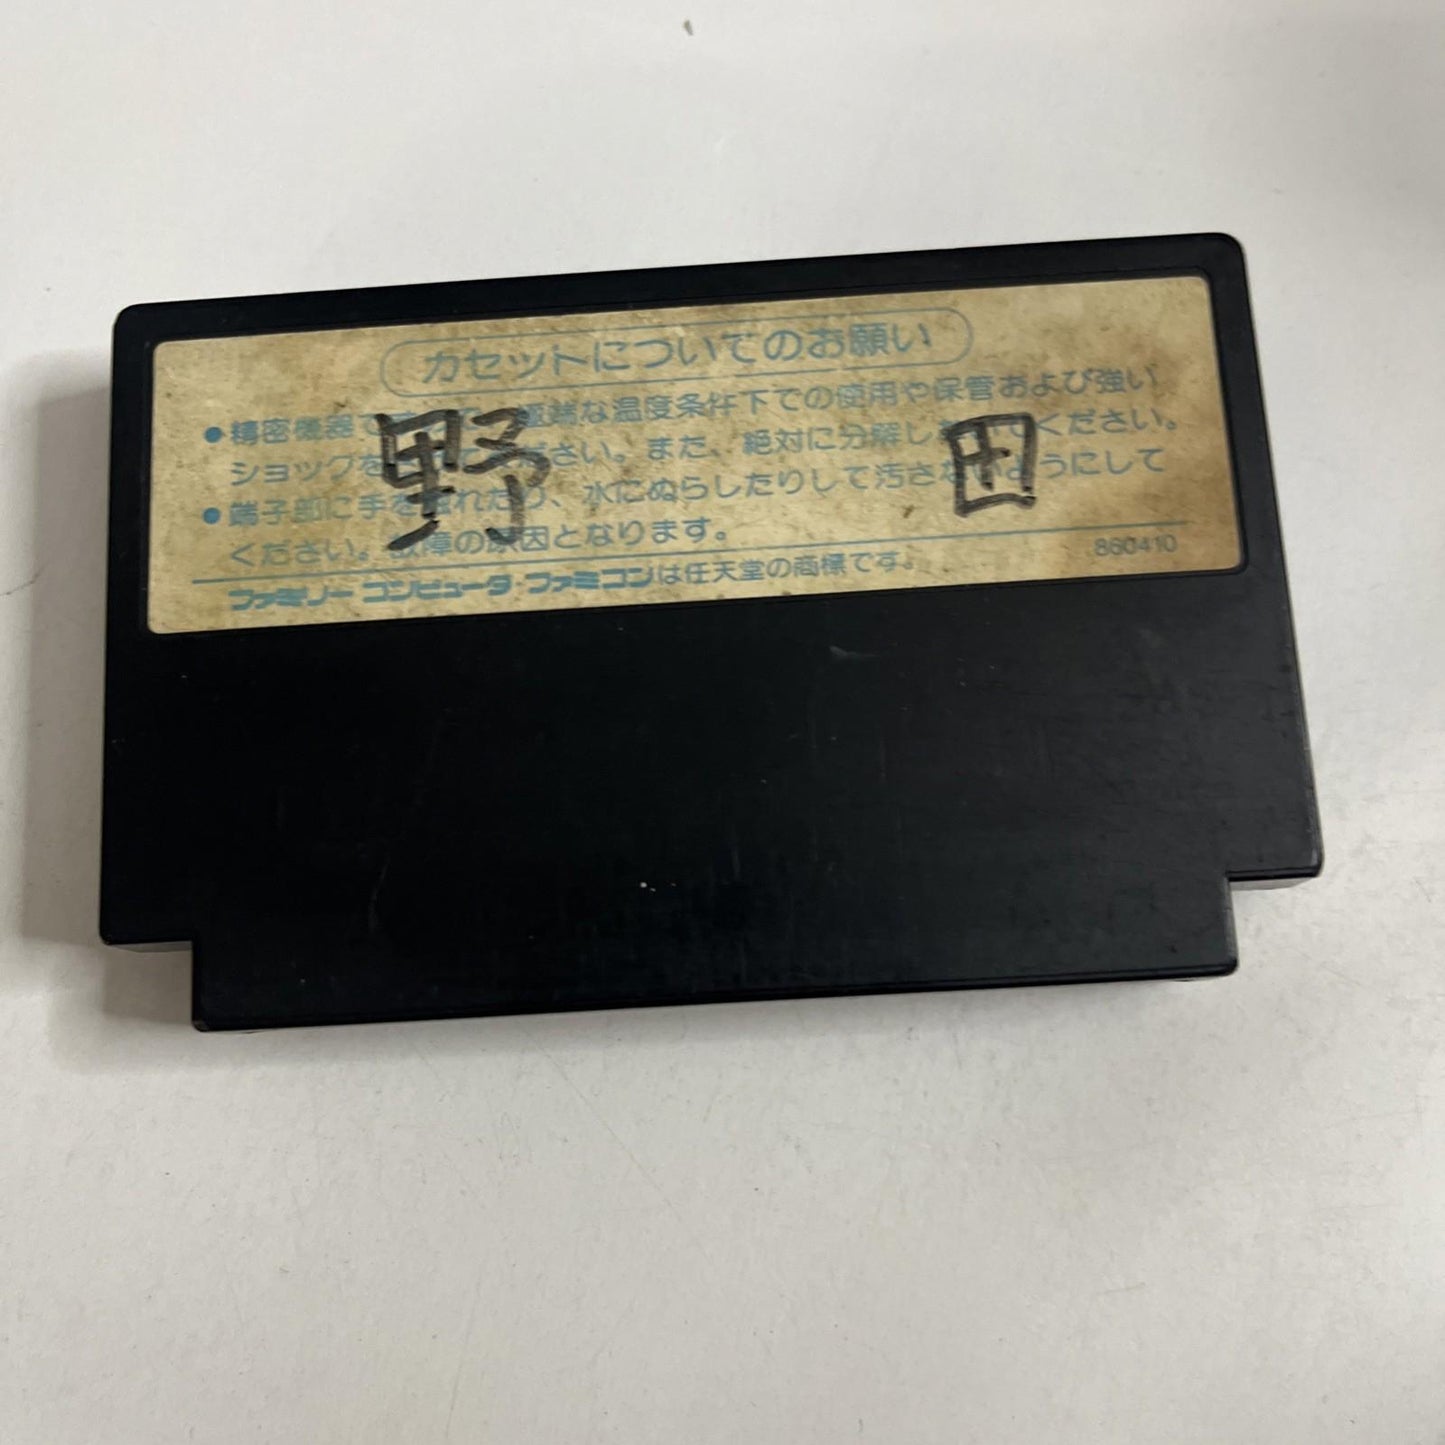 カセットについてのお願い
●精密機器で 極端な温度条件下での使用や保管および強い
ショックを ください。また、絶対に分解し でください。
●端子部に手を触れたり、水にぬらしたりして汚さないようにして
ください。故障の原因となります。
野 田
ファミリー コンピュータ・ファミコンは任天堂の商標です。
860410